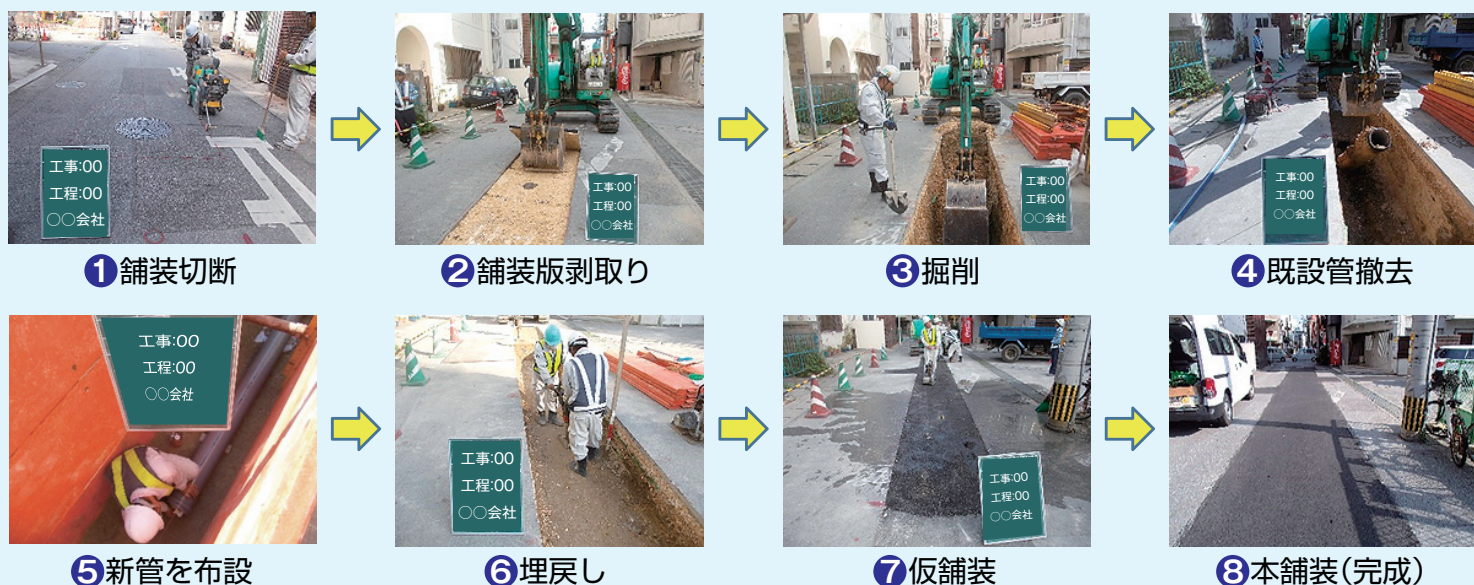 工事:00
工程:00
○○会社
❶舗装切断
工事:00
工程:00
○○会社
❷舗装版剥取り
工事:00
工程:00
○○会社
❸掘削
工事:00
工程:00
○○会社
❹既設管撤去
工事:00
工程:00
○○会社
❺新管を布設
工事:00
工程:00
○○会社
❻埋戻し
工事:00
工程:00
○○会社
❼仮舗装
❽本舗装(完成)